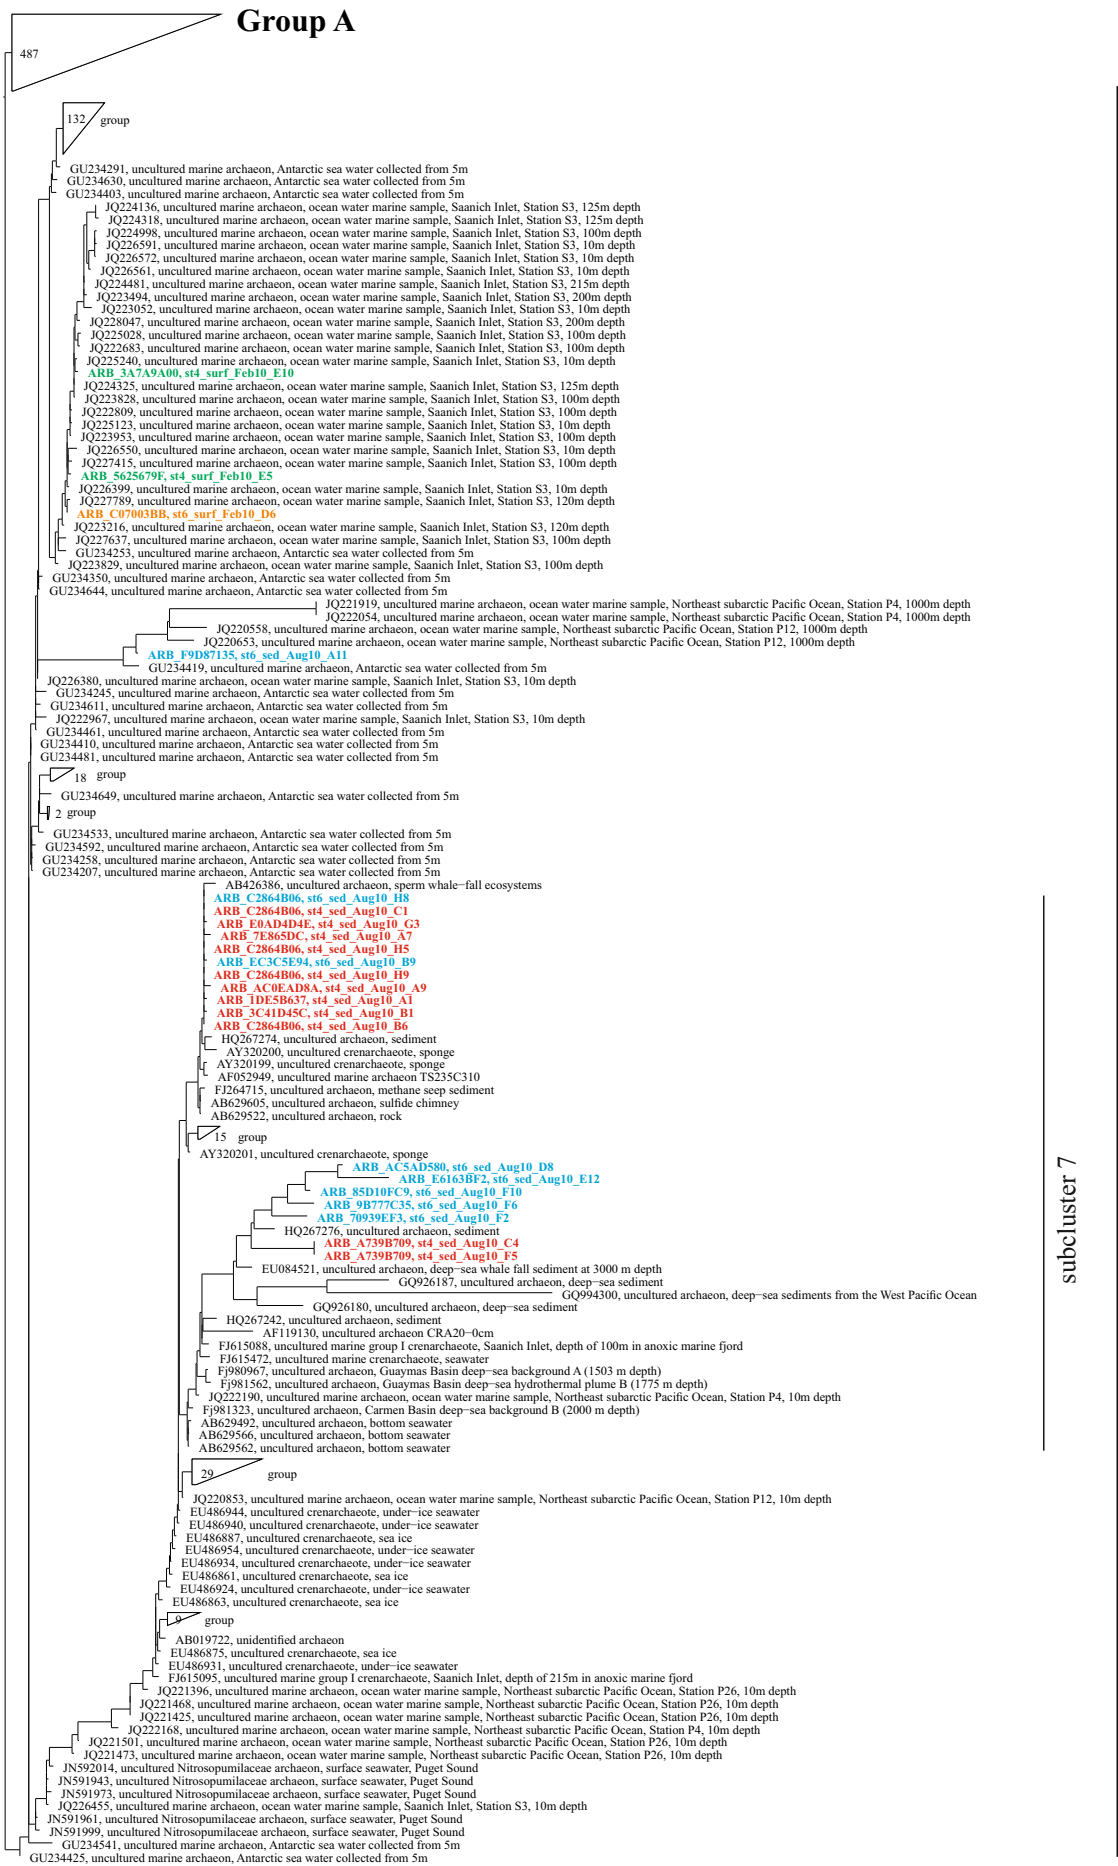 Group A
487
132 group
GU234291, uncultured marine archaeon, Antarctic sea water collected from 5m
GU234630, uncultured marine archaeon, Antarctic sea water collected from 5m
GU234403, uncultured marine archaeon, Antarctic sea water collected from 5m
JQ224136, uncultured marine archaeon, ocean water marine sample, Saanich Inlet, Station S3, 125m depth
JQ224318, uncultured marine archaeon, ocean water marine sample, Saanich Inlet, Station S3, 125m depth
JQ224998, uncultured marine archaeon, ocean water marine sample, Saanich Inlet, Station S3, 100m depth
JQ226591, uncultured marine archaeon, ocean water marine sample, Saanich Inlet, Station S3, 10m depth
JQ226572, uncultured marine archaeon, ocean water marine sample, Saanich Inlet, Station S3, 10m depth
JQ226561, uncultured marine archaeon, ocean water marine sample, Saanich Inlet, Station S3, 10m depth
JQ224481, uncultured marine archaeon, ocean water marine sample, Saanich Inlet, Station S3, 215m depth
JQ223494, uncultured marine archaeon, ocean water marine sample, Saanich Inlet, Station S3, 200m depth
JQ223052, uncultured marine archaeon, ocean water marine sample, Saanich Inlet, Station S3, 10m depth
JQ228047, uncultured marine archaeon, ocean water marine sample, Saanich Inlet, Station S3, 200m depth
JQ225028, uncultured marine archaeon, ocean water marine sample, Saanich Inlet, Station S3, 100m depth
JQ222683, uncultured marine archaeon, ocean water marine sample, Saanich Inlet, Station S3, 100m depth
JQ225240, uncultured marine archaeon, ocean water marine sample, Saanich Inlet, Station S3, 10m depth
ARB_3A7A9A00, st4_surf_Feb10_E10
JQ224325, uncultured marine archaeon, ocean water marine sample, Saanich Inlet, Station S3, 125m depth
JQ223828, uncultured marine archaeon, ocean water marine sample, Saanich Inlet, Station S3, 100m depth
JQ222809, uncultured marine archaeon, ocean water marine sample, Saanich Inlet, Station S3, 100m depth
JQ225123, uncultured marine archaeon, ocean water marine sample, Saanich Inlet, Station S3, 10m depth
JQ223953, uncultured marine archaeon, ocean water marine sample, Saanich Inlet, Station S3, 100m depth
JQ226550, uncultured marine archaeon, ocean water marine sample, Saanich Inlet, Station S3, 10m depth
JQ227415, uncultured marine archaeon, ocean water marine sample, Saanich Inlet, Station S3, 100m depth
ARB_5625679F, st4_surf_Feb10_E5
JQ226399, uncultured marine archaeon, ocean water marine sample, Saanich Inlet, Station S3, 10m depth
JQ227789, uncultured marine archaeon, ocean water marine sample, Saanich Inlet, Station S3, 120m depth
ARB_C07003BB, st6_surf_Feb10_D6
JQ223216, uncultured marine archaeon, ocean water marine sample, Saanich Inlet, Station S3, 120m depth
JQ227637, uncultured marine archaeon, ocean water marine sample, Saanich Inlet, Station S3, 100m depth
GU234253, uncultured marine archaeon, Antarctic sea water collected from 5m
JQ223829, uncultured marine archaeon, ocean water marine sample, Saanich Inlet, Station S3, 100m depth
GU234350, uncultured marine archaeon, Antarctic sea water collected from 5m
GU234644, uncultured marine archaeon, Antarctic sea water collected from 5m
JQ221919, uncultured marine archaeon, ocean water marine sample, Northeast subarctic Pacific Ocean, Station P4, 1000m depth
JQ222054, uncultured marine archaeon, ocean water marine sample, Northeast subarctic Pacific Ocean, Station P4, 1000m depth
JQ220558, uncultured marine archaeon, ocean water marine sample, Northeast subarctic Pacific Ocean, Station P12, 1000m depth
JQ220653, uncultured marine archaeon, ocean water marine sample, Northeast subarctic Pacific Ocean, Station P12, 1000m depth
ARB_F9D87135, st6_sed_Aug10_A11
GU234419, uncultured marine archaeon, Antarctic sea water collected from 5m
JQ226380, uncultured marine archaeon, ocean water marine sample, Saanich Inlet, Station S3, 10m depth
GU234245, uncultured marine archaeon, Antarctic sea water collected from 5m
GU234611, uncultured marine archaeon, Antarctic sea water collected from 5m
JQ222967, uncultured marine archaeon, ocean water marine sample, Saanich Inlet, Station S3, 10m depth
GU234461, uncultured marine archaeon, Antarctic sea water collected from 5m
GU234410, uncultured marine archaeon, Antarctic sea water collected from 5m
GU234481, uncultured marine archaeon, Antarctic sea water collected from 5m
18 group
GU234649, uncultured marine archaeon, Antarctic sea water collected from 5m
2 group
GU234533, uncultured marine archaeon, Antarctic sea water collected from 5m
GU234592, uncultured marine archaeon, Antarctic sea water collected from 5m
GU234258, uncultured marine archaeon, Antarctic sea water collected from 5m
GU234207, uncultured marine archaeon, Antarctic sea water collected from 5m
AB426386, uncultured archaeon, sperm whale−fall ecosystems
ARB_C2864B06, st6_sed_Aug10_H8
ARB_C2864B06, st4_sed_Aug10_C1
ARB_E0AD4D4E, st4_sed_Aug10_G3
ARB_7E865DC, st4_sed_Aug10_A7
ARB_C2864B06, st4_sed_Aug10_H5
ARB_EC3C5E94, st6_sed_Aug10_B9
ARB_C2864B06, st4_sed_Aug10_H9
ARB_AC0EAD8A, st4_sed_Aug10_A9
ARB_1DE5B637, st4_sed_Aug10_A1
ARB_3C41D45C, st4_sed_Aug10_B1
ARB_C2864B06, st4_sed_Aug10_B6
HQ267274, uncultured archaeon, sediment
AY320200, uncultured crenarchaeote, sponge
AY320199, uncultured crenarchaeote, sponge
AF052949, uncultured marine archaeon TS235C310
FJ264715, uncultured archaeon, methane seep sediment
AB629605, uncultured archaeon, sulfide chimney
AB629522, uncultured archaeon, rock
15 group
AY320201, uncultured crenarchaeote, sponge
ARB_AC5AD580, st6_sed_Aug10_D8
ARB_E6163BF2, st6_sed_Aug10_E12
ARB_85D10FC9, st6_sed_Aug10_F10
ARB_9B777C35, st6_sed_Aug10_F6
ARB_70939EF3, st6_sed_Aug10_F2
HQ267276, uncultured archaeon, sediment
ARB_A739B709, st4_sed_Aug10_C4
ARB_A739B709, st4_sed_Aug10_F5
EU084521, uncultured archaeon, deep−sea whale fall sediment at 3000 m depth
GQ926187, uncultured archaeon, deep−sea sediment
GQ994300, uncultured archaeon, deep−sea sediments from the West Pacific Ocean
GQ926180, uncultured archaeon, deep−sea sediment
HQ267242, uncultured archaeon, sediment
AF119130, uncultured archaeon CRA20−0cm
FJ615088, uncultured marine group I crenarchaeote, Saanich Inlet, depth of 100m in anoxic marine fjord
FJ615472, uncultured marine crenarchaeote, seawater
Fj980967, uncultured archaeon, Guaymas Basin deep−sea background A (1503 m depth)
Fj981562, uncultured archaeon, Guaymas Basin deep−sea hydrothermal plume B (1775 m depth)
JQ222190, uncultured marine archaeon, ocean water marine sample, Northeast subarctic Pacific Ocean, Station P4, 10m depth
Fj981323, uncultured archaeon, Carmen Basin deep−sea background B (2000 m depth)
AB629492, uncultured archaeon, bottom seawater
AB629566, uncultured archaeon, bottom seawater
AB629562, uncultured archaeon, bottom seawater
subcluster 7
29 group
JQ220853, uncultured marine archaeon, ocean water marine sample, Northeast subarctic Pacific Ocean, Station P12, 10m depth
EU486944, uncultured crenarchaeote, under−ice seawater
EU486940, uncultured crenarchaeote, under−ice seawater
EU486887, uncultured crenarchaeote, sea ice
EU486954, uncultured crenarchaeote, under−ice seawater
EU486934, uncultured crenarchaeote, under−ice seawater
EU486861, uncultured crenarchaeote, sea ice
EU486924, uncultured crenarchaeote, under−ice seawater
EU486863, uncultured crenarchaeote, sea ice
9 group
AB019722, unidentified archaeon
EU486875, uncultured crenarchaeote, sea ice
EU486931, uncultured crenarchaeote, under−ice seawater
FJ615095, uncultured marine group I crenarchaeote, Saanich Inlet, depth of 215m in anoxic marine fjord
JQ221396, uncultured marine archaeon, ocean water marine sample, Northeast subarctic Pacific Ocean, Station P26, 10m depth
JQ221468, uncultured marine archaeon, ocean water marine sample, Northeast subarctic Pacific Ocean, Station P26, 10m depth
JQ221425, uncultured marine archaeon, ocean water marine sample, Northeast subarctic Pacific Ocean, Station P26, 10m depth
JQ222168, uncultured marine archaeon, ocean water marine sample, Northeast subarctic Pacific Ocean, Station P4, 10m depth
JQ221501, uncultured marine archaeon, ocean water marine sample, Northeast subarctic Pacific Ocean, Station P26, 10m depth
JQ221473, uncultured marine archaeon, ocean water marine sample, Northeast subarctic Pacific Ocean, Station P26, 10m depth
JN592014, uncultured Nitrosopumilaceae archaeon, surface seawater, Puget Sound
JN591943, uncultured Nitrosopumilaceae archaeon, surface seawater, Puget Sound
JN591973, uncultured Nitrosopumilaceae archaeon, surface seawater, Puget Sound
JQ226455, uncultured marine archaeon, ocean water marine sample, Saanich Inlet, Station S3, 10m depth
JN591961, uncultured Nitrosopumilaceae archaeon, surface seawater, Puget Sound
JN591999, uncultured Nitrosopumilaceae archaeon, surface seawater, Puget Sound
GU234541, uncultured marine archaeon, Antarctic sea water collected from 5m
GU234425, uncultured marine archaeon, Antarctic sea water collected from 5m